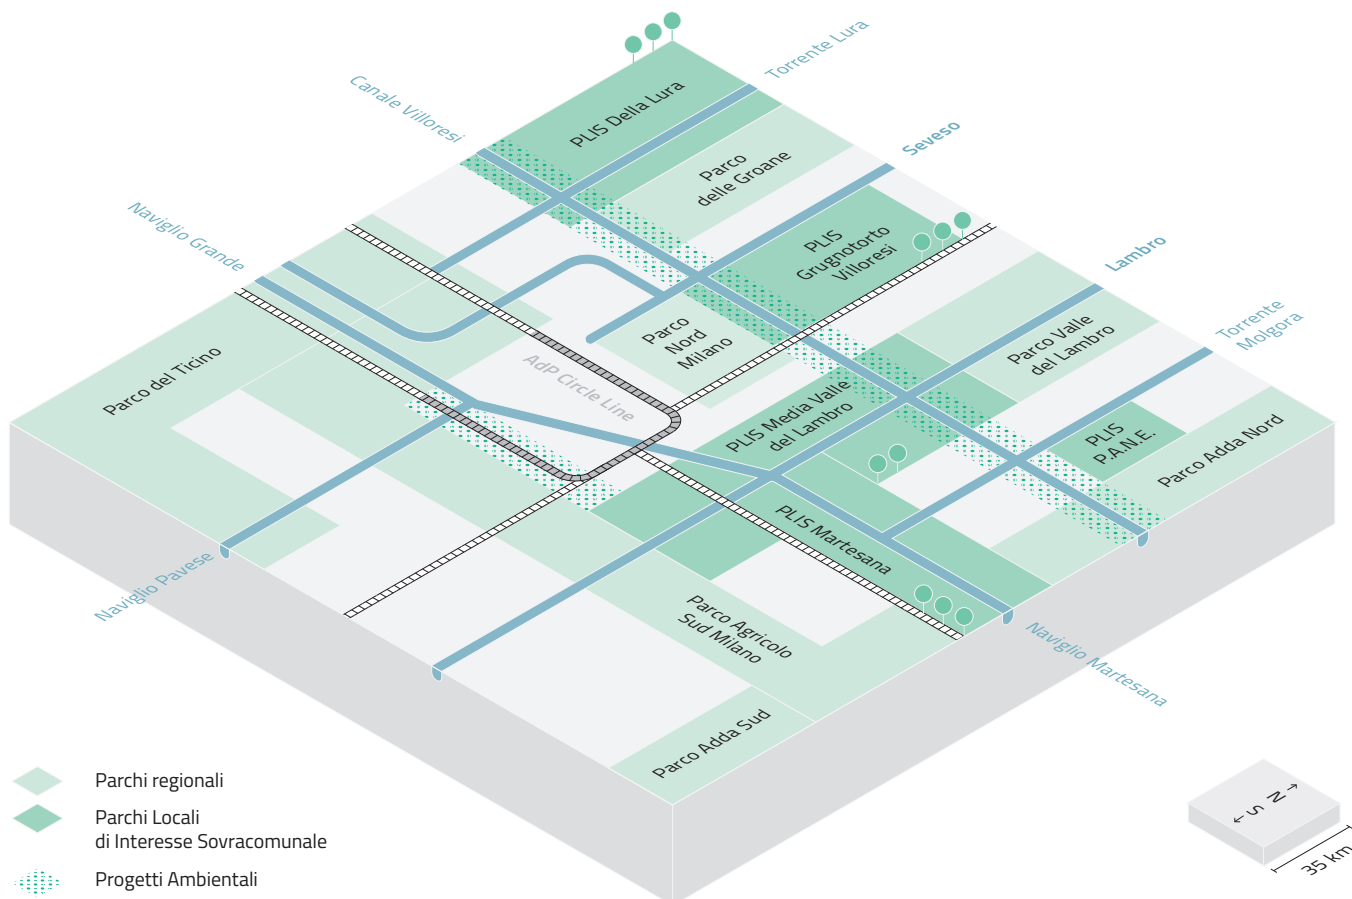 Torrente Lura
Canale Villoresi
PLIS Della Lura
Seveso
Parco
delle Groane
Naviglio Grande
PLIS
Grugnotorto
Villoresi
Lambro
Torrente
Molgora
Parco
Nord
Milano
Parco Valle
del Lambro
AdP Circle Line
Parco del Ticino
PLIS Media Valle
del Lambro
PLIS
P.A.N.E.
Parco Adda Nord
PLIS Martesana
Naviglio Pavese
Parco Agricolo
Sud Milano
Naviglio Martesana
Parco Adda Sud
Parchi regionali
Parchi Locali
di Interesse Sovracomunale
Progetti Ambientali
← S N →
35 km